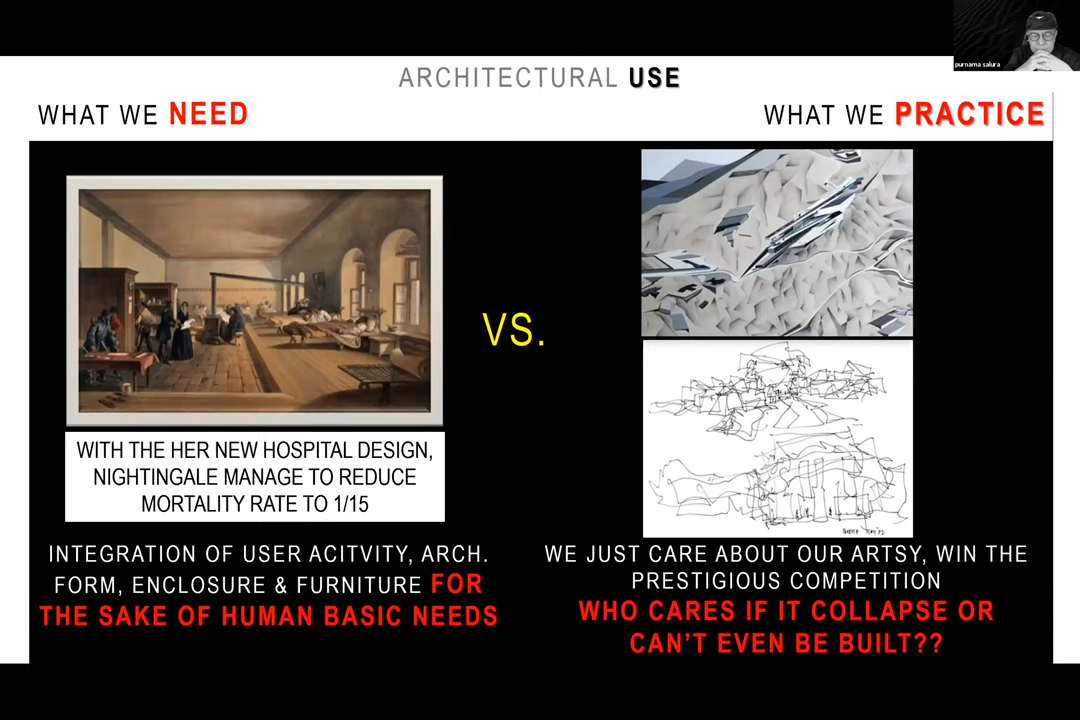 purnama salura
ARCHITECTURAL USE
WHAT WE NEED
WHAT WE PRACTICE
VS.
WITH THE HER NEW HOSPITAL DESIGN,
NIGHTINGALE MANAGE TO REDUCE
MORTALITY RATE TO 1/15
INTEGRATION OF USER ACITVITY, ARCH.
FORM, ENCLOSURE & FURNITURE FOR
THE SAKE OF HUMAN BASIC NEEDS
WE JUST CARE ABOUT OUR ARTSY, WIN THE
PRESTIGIOUS COMPETITION
WHO CARES IF IT COLLAPSE OR
CAN'T EVEN BE BUILT??